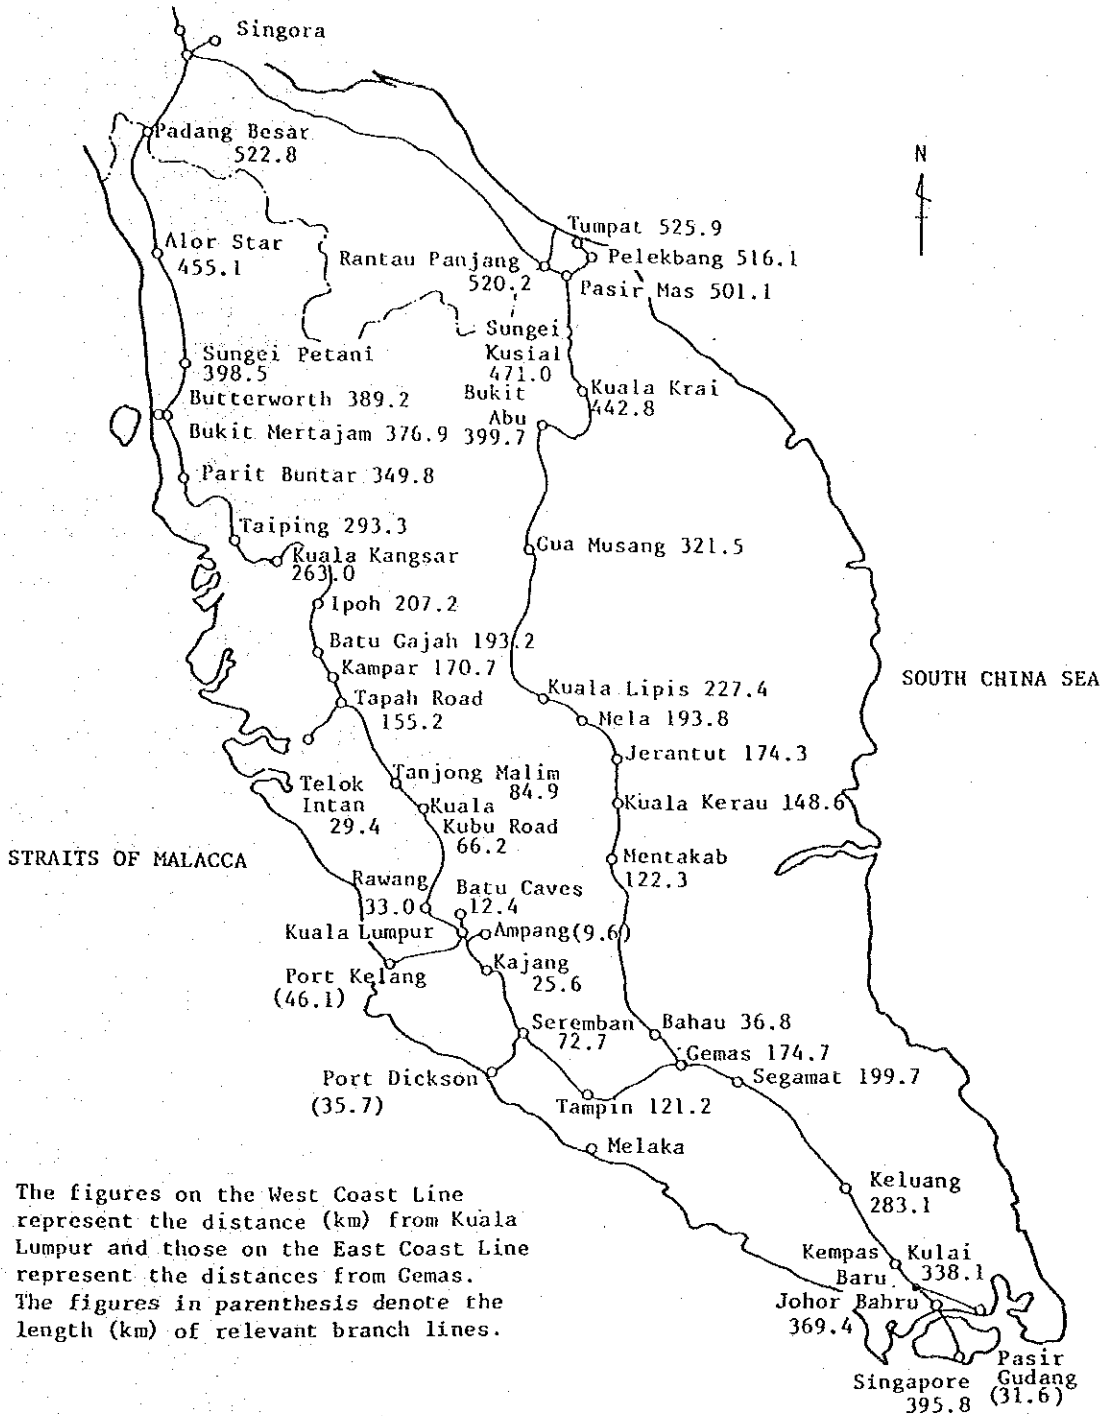 Singora
Padang Besar
522.8
N
Tumpat 525.9
Alor Star
455.1
Rantau Panjang
520.2
Pelekbang 516.1
Pasir Mas 501.1
Sungei Petani
398.5
Sungei
Kusial
471.0
Butterworth 389.2
Bukit
Abu
399.7
Kuala Krai
442.8
Bukit Mertajam 376.9
Parit Buntar 349.8
Taiping 293.3
Kuala Kangsar
263.0
Gua Musang 321.5
Ipoh 207.2
Batu Gajah 193.2
Kampar 170.7
Tapah Road
155.2
SOUTH CHINA SEA
Kuala Lipis 227.4
Mela 193.8
Jerantut 174.3
Tanjong Malim
84.9
Telok
Intan
29.4
Kuala
Kubu Road
66.2
Kuala Kerau 148.6
STRAITS OF MALACCA
Mentakab
122.3
Rawang
33.0
Batu Caves
12.4
Kuala Lumpur
Ampang(9.6)
Port Kelang
(46.1)
Kajang
25.6
Seremban
72.7
Bahau 36.8
Gemas 174.7
Port Dickson
(35.7)
Segamat 199.7
Tampin 121.2
Melaka
The figures on the West Coast Line
represent the distance (km) from Kuala
Lumpur and those on the East Coast Line
represent the distances from Gemas.
The figures in parenthesis denote the
length (km) of relevant branch lines.
Keluang
283.1
Kempas
Baru
Kulai
338.1
Johor Bahru
369.4
Singapore
395.8
Pasir
Gudang
(31.6)